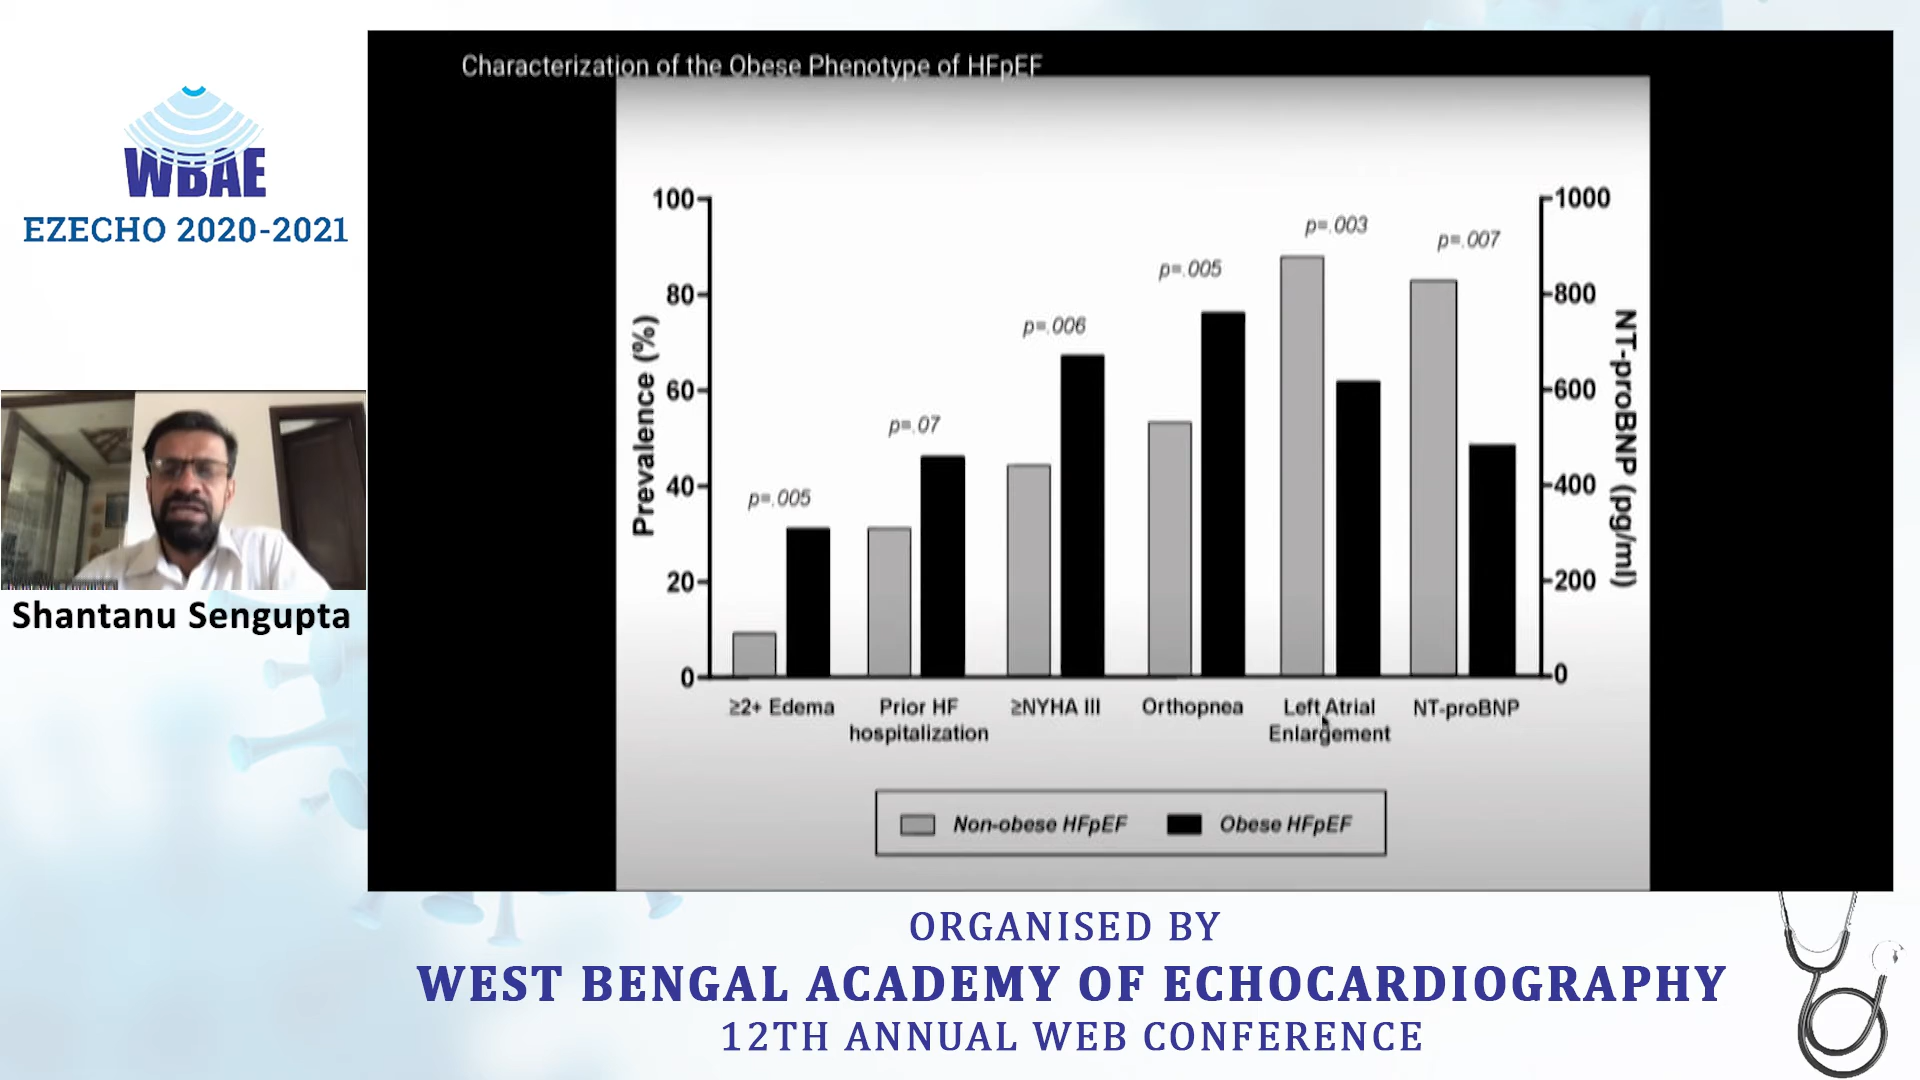 WBAE
EZECHO 2020-2021
Shantanu Sengupta
Characterization of the Obese Phenotype of HFpEF
100
80
60
40
20
0
Prevalence (%)
p=.005
p=.07
p=.006
p=.005
p=.003
p=.007
1000
800
600
400
200
0
NT-proBNP (pg/ml)
≥2+ Edema
Prior HF
hospitalization
≥NYHA III
Orthopnea
Left Atrial
Enlargement
NT-proBNP
Non-obese HFpEF
Obese HFpEF
ORGANISED BY
WEST BENGAL ACADEMY OF ECHOCARDIOGRAPHY
12TH ANNUAL WEB CONFERENCE